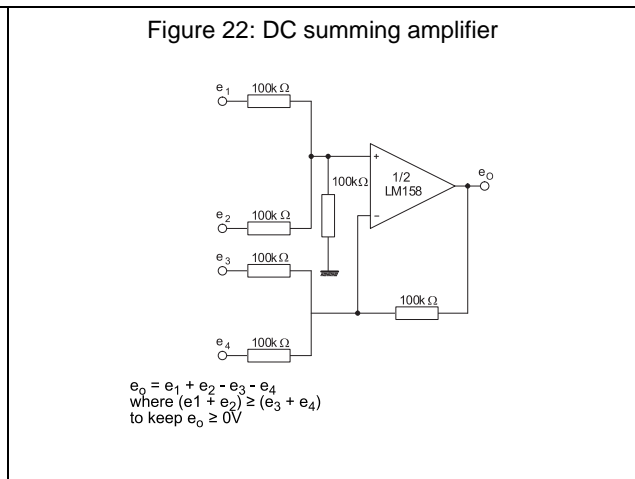 Figure 22: DC summing amplifier
e1 100kΩ
+
1/2
LM158
-
eO
100kΩ
e2 100kΩ
e3 100kΩ
100kΩ
e4 100kΩ
eo = e1 + e2 - e3 - e4
where (e1 + e2) ≥ (e3 + e4)
to keep eo ≥ 0V